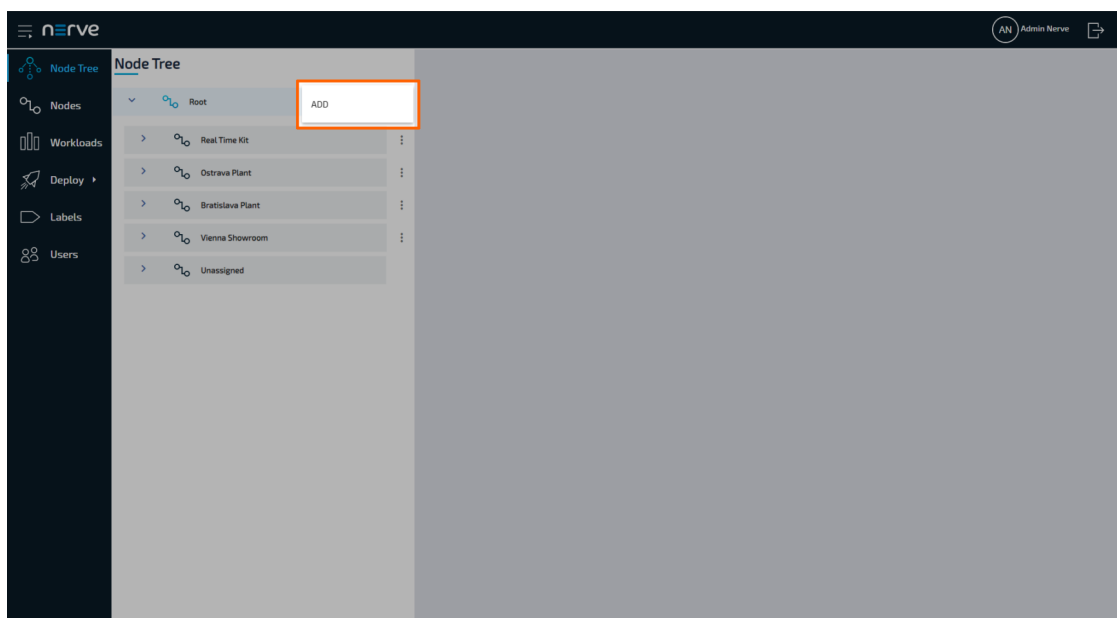 nerve
AN Admin Nerve
Node Tree
Nodes
Workloads
Deploy
Labels
Users
Node Tree
Root
ADD
Real Time Kit
Ostrava Plant
Bratislava Plant
Vienna Showroom
Unassigned